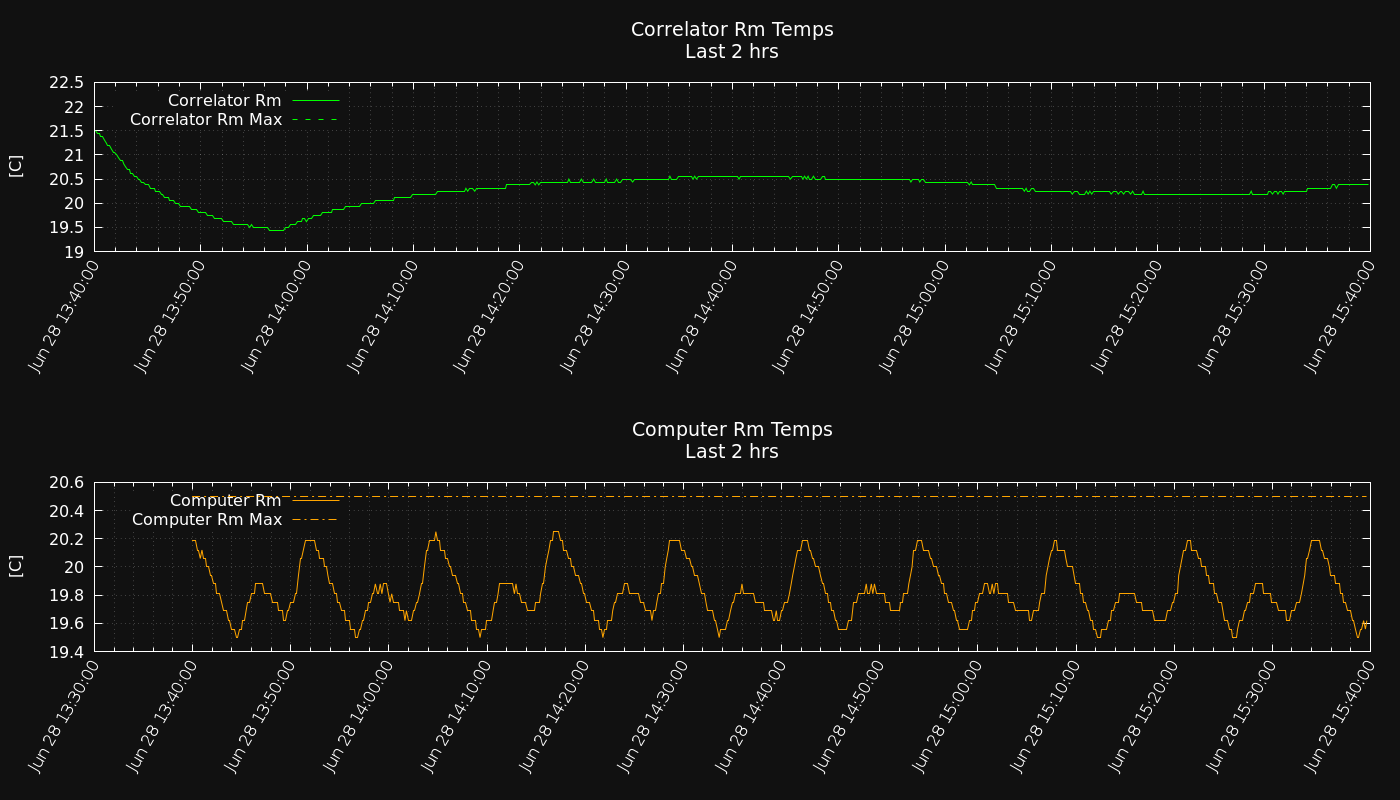 Correlator Rm Temps
Last 2 hrs
22.5
22
21.5
21
20.5
20
19.5
19
[C]
Correlator Rm
Correlator Rm Max
Jun 28 13:40:00
Jun 28 13:50:00
Jun 28 14:00:00
Jun 28 14:10:00
Jun 28 14:20:00
Jun 28 14:30:00
Jun 28 14:40:00
Jun 28 14:50:00
Jun 28 15:00:00
Jun 28 15:10:00
Jun 28 15:20:00
Jun 28 15:30:00
Jun 28 15:40:00
Computer Rm Temps
Last 2 hrs
20.6
20.4
20.2
20
19.8
19.6
19.4
[C]
Computer Rm
Computer Rm Max
Jun 28 13:30:00
Jun 28 13:40:00
Jun 28 13:50:00
Jun 28 14:00:00
Jun 28 14:10:00
Jun 28 14:20:00
Jun 28 14:30:00
Jun 28 14:40:00
Jun 28 14:50:00
Jun 28 15:00:00
Jun 28 15:10:00
Jun 28 15:20:00
Jun 28 15:30:00
Jun 28 15:40:00